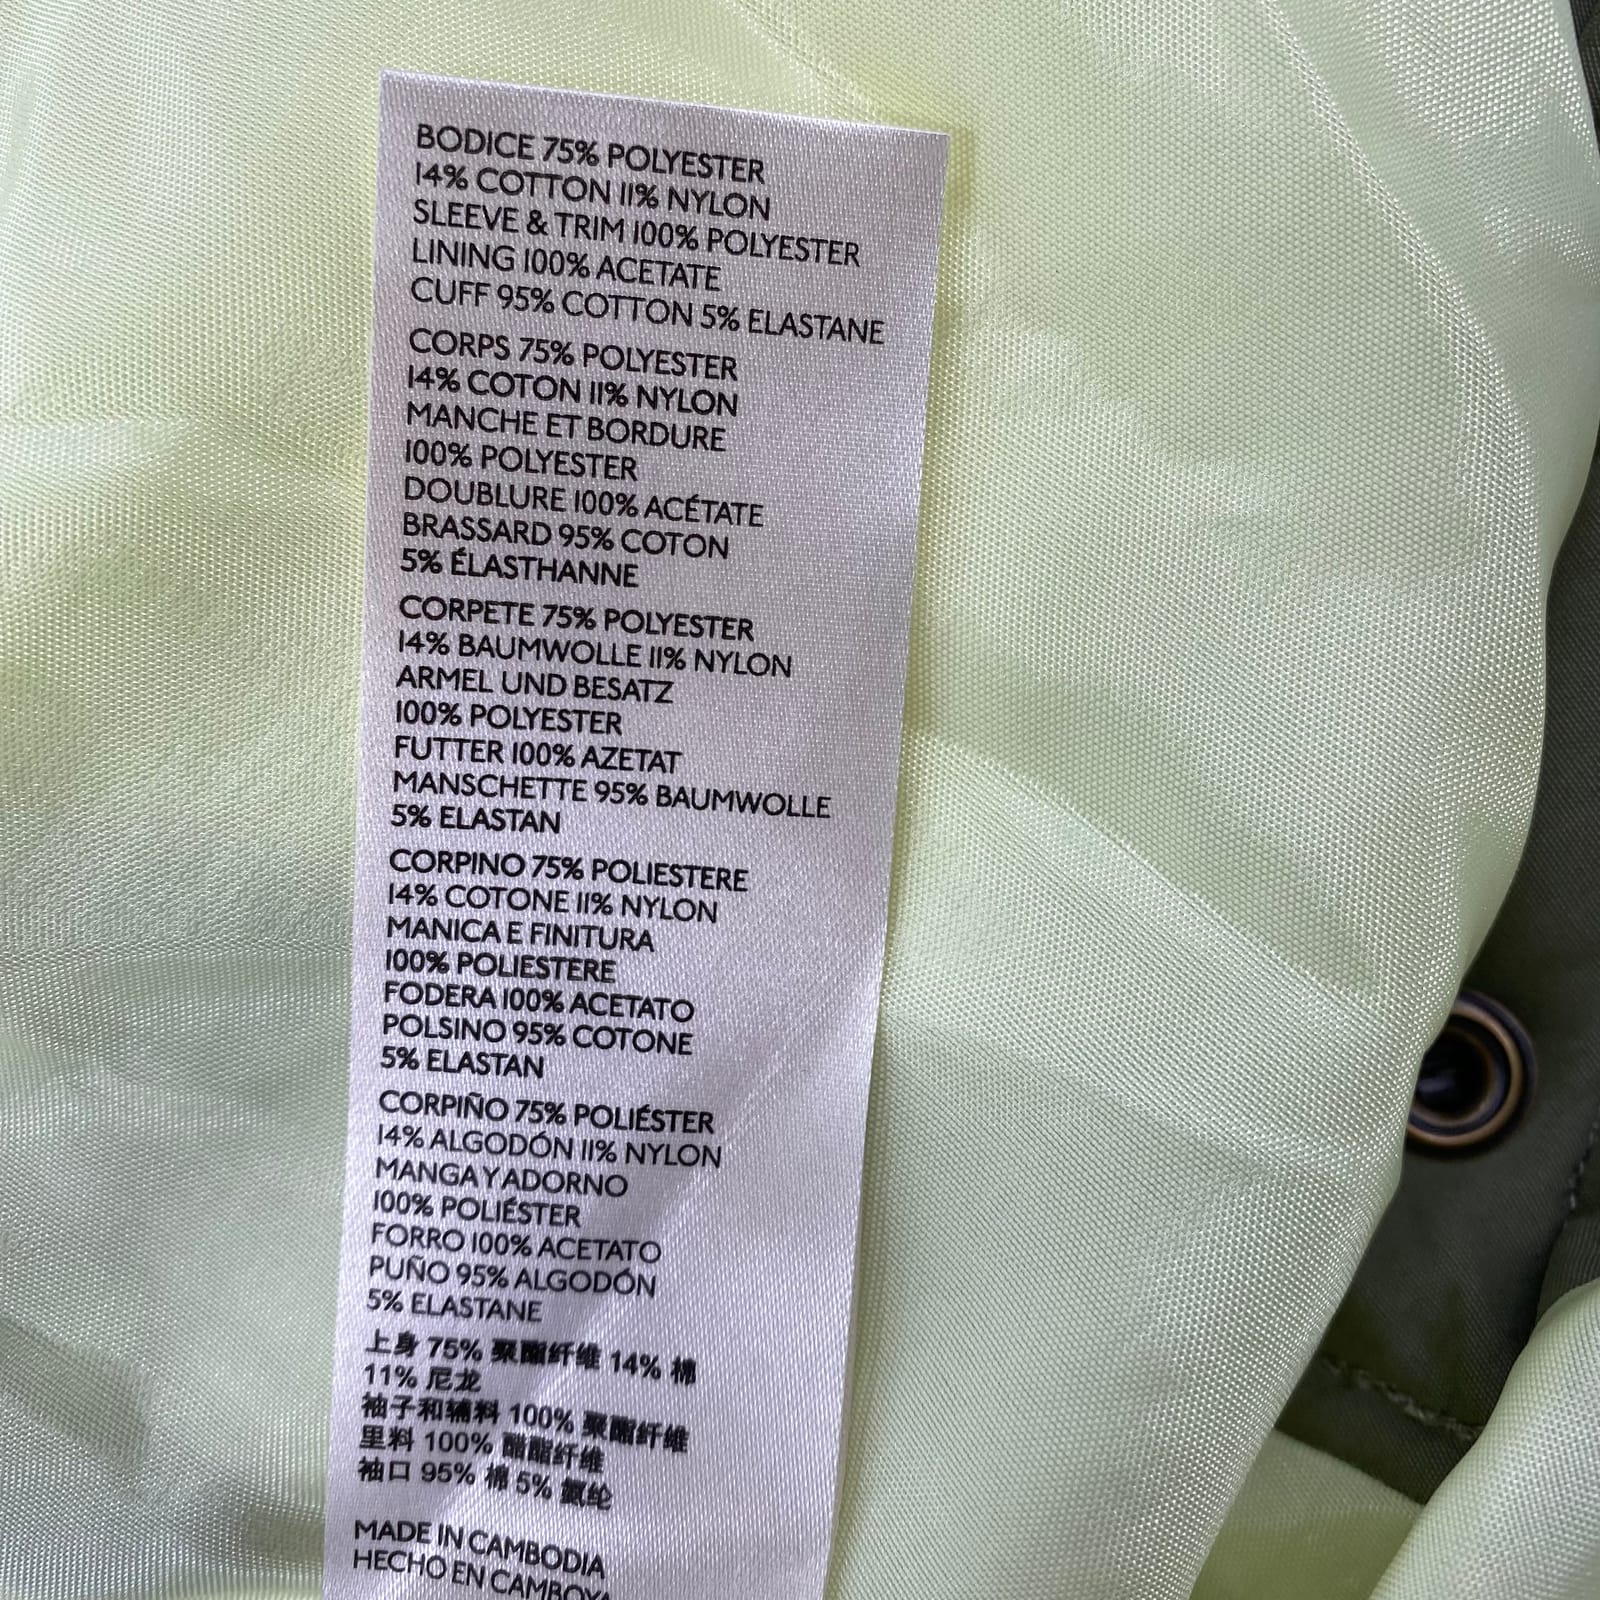 BODICE 75% POLYESTER
14% COTTON 11% NYLON
SLEEVE & TRIM 100% POLYESTER
LINING 100% ACETATE
CUFF 95% COTTON 5% ELASTANE
CORPS 75% POLYESTER
14% COTON 11% NYLON
MANCHE ET BORDURE
100% POLYESTER
DOUBLURE 100% ACÉTATE
BRASSARD 95% COTON
5% ÉLASTHANNE
CORPETE 75% POLYESTER
14% BAUMWOLLE 11% NYLON
ARMEL UND BESATZ
100% POLYESTER
FUTTER 100% AZETAT
MANSCHETTE 95% BAUMWOLLE
5% ELASTAN
CORPINO 75% POLIESTERE
14% COTONE 11% NYLON
MANICA E FINITURA
100% POLIESTERE
FODERA 100% ACETATO
POLSINO 95% COTONE
5% ELASTAN
CORPIÑO 75% POLIÉSTER
14% ALGODÓN 11% NYLON
MANGA Y ADORNO
100% POLIÉSTER
FORRO 100% ACETATO
PUÑO 95% ALGODÓN
5% ELASTANE
上身 75% 聚酯纤维 14% 棉
11% 尼龙
袖子和辅料 100% 聚酯纤维
里料 100% 醋酯纤维
袖口 95% 棉 5% 氨纶
MADE IN CAMBODIA
HECHO EN CAMBOYA